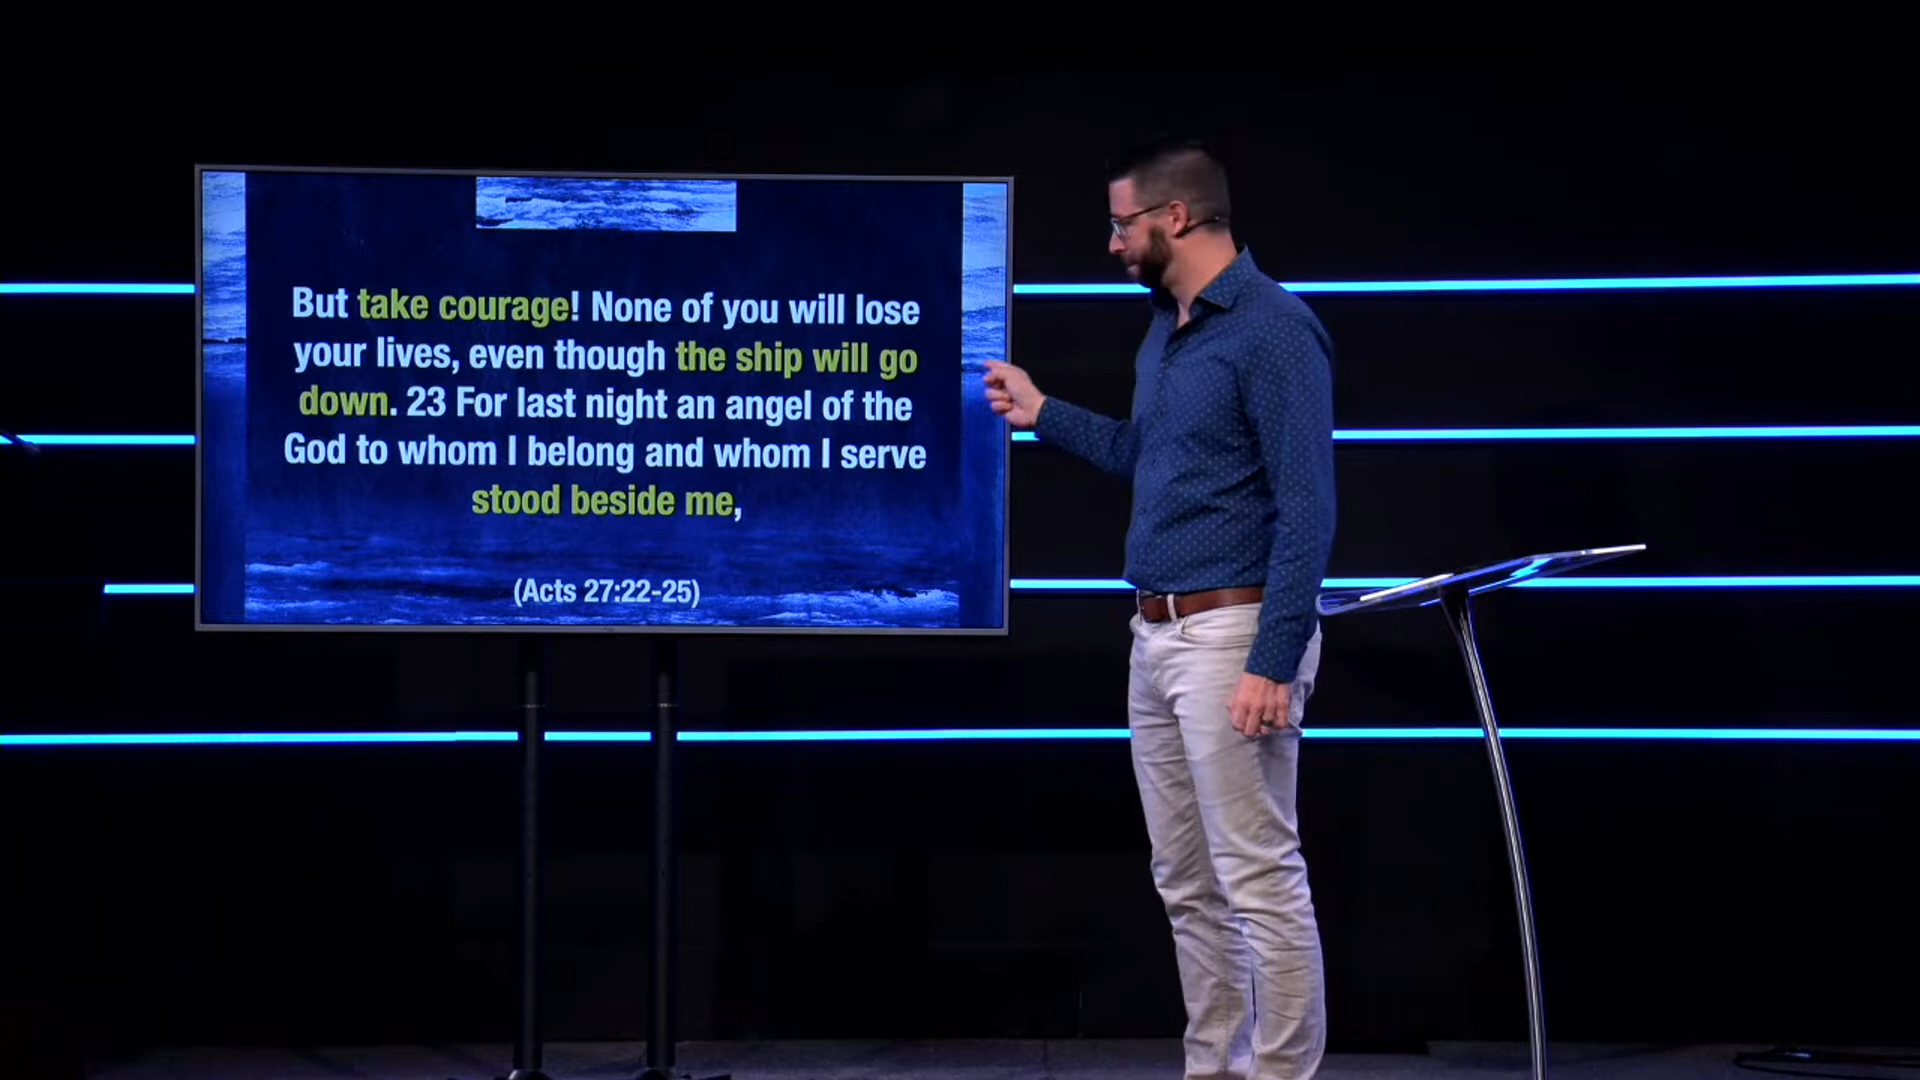 But take courage! None of you will lose
your lives, even though the ship will go
down. 23 For last night an angel of the
God to whom I belong and whom I serve
stood beside me,
(Acts 27:22-25)